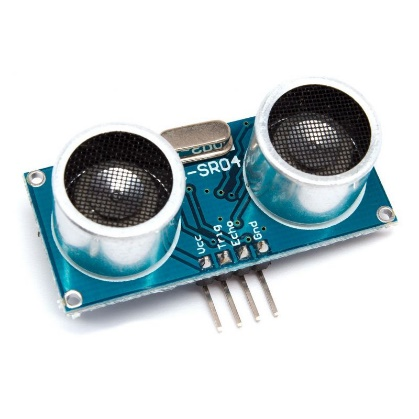 -SR04
Vcc
Trig
Echo
Gnd